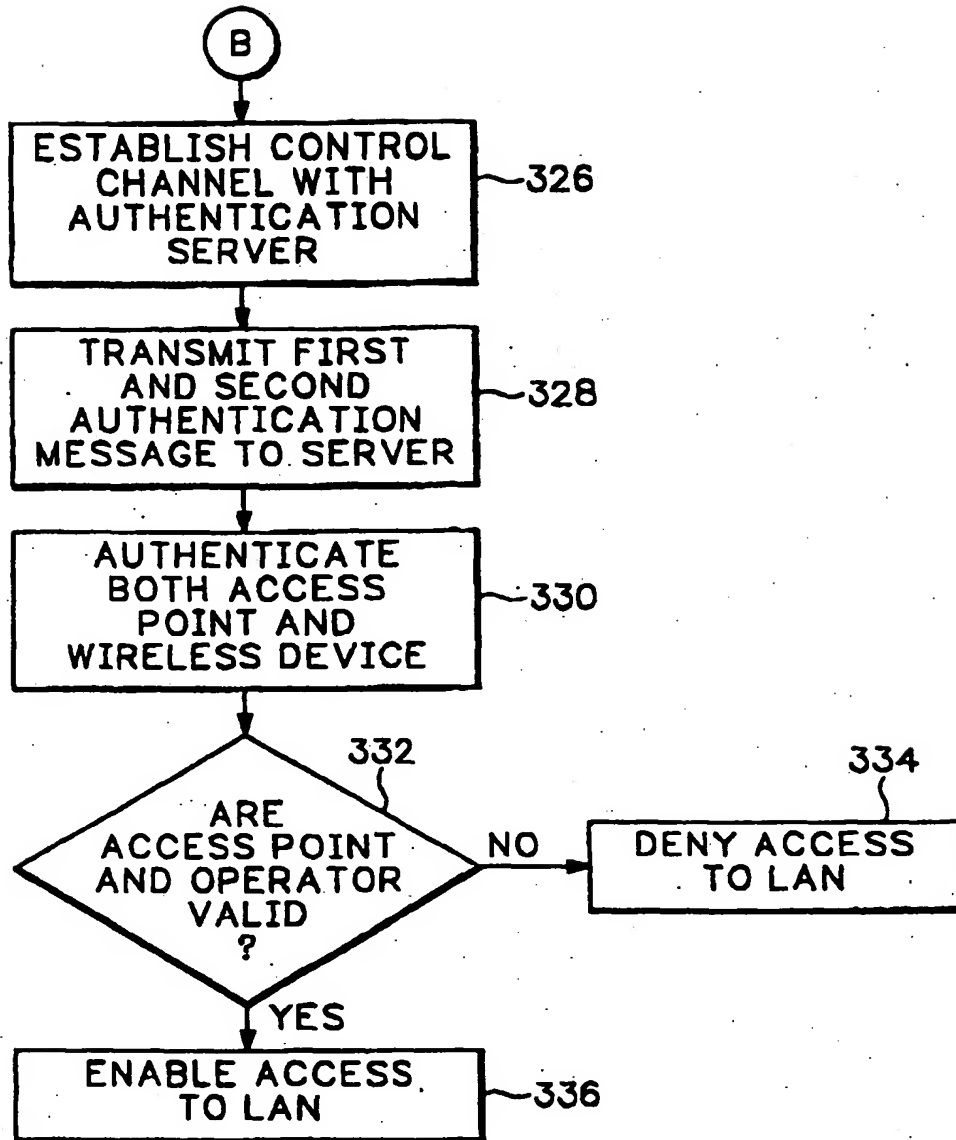 B
ESTABLISH CONTROL
CHANNEL WITH
AUTHENTICATION
SERVER
326
TRANSMIT FIRST
AND SECOND
AUTHENTICATION
MESSAGE TO SERVER
328
AUTHENTICATE
BOTH ACCESS
POINT AND
WIRELESS DEVICE
330
332
ARE
ACCESS POINT
AND OPERATOR
VALID
?
NO
334
DENY ACCESS
TO LAN
YES
ENABLE ACCESS
TO LAN
336